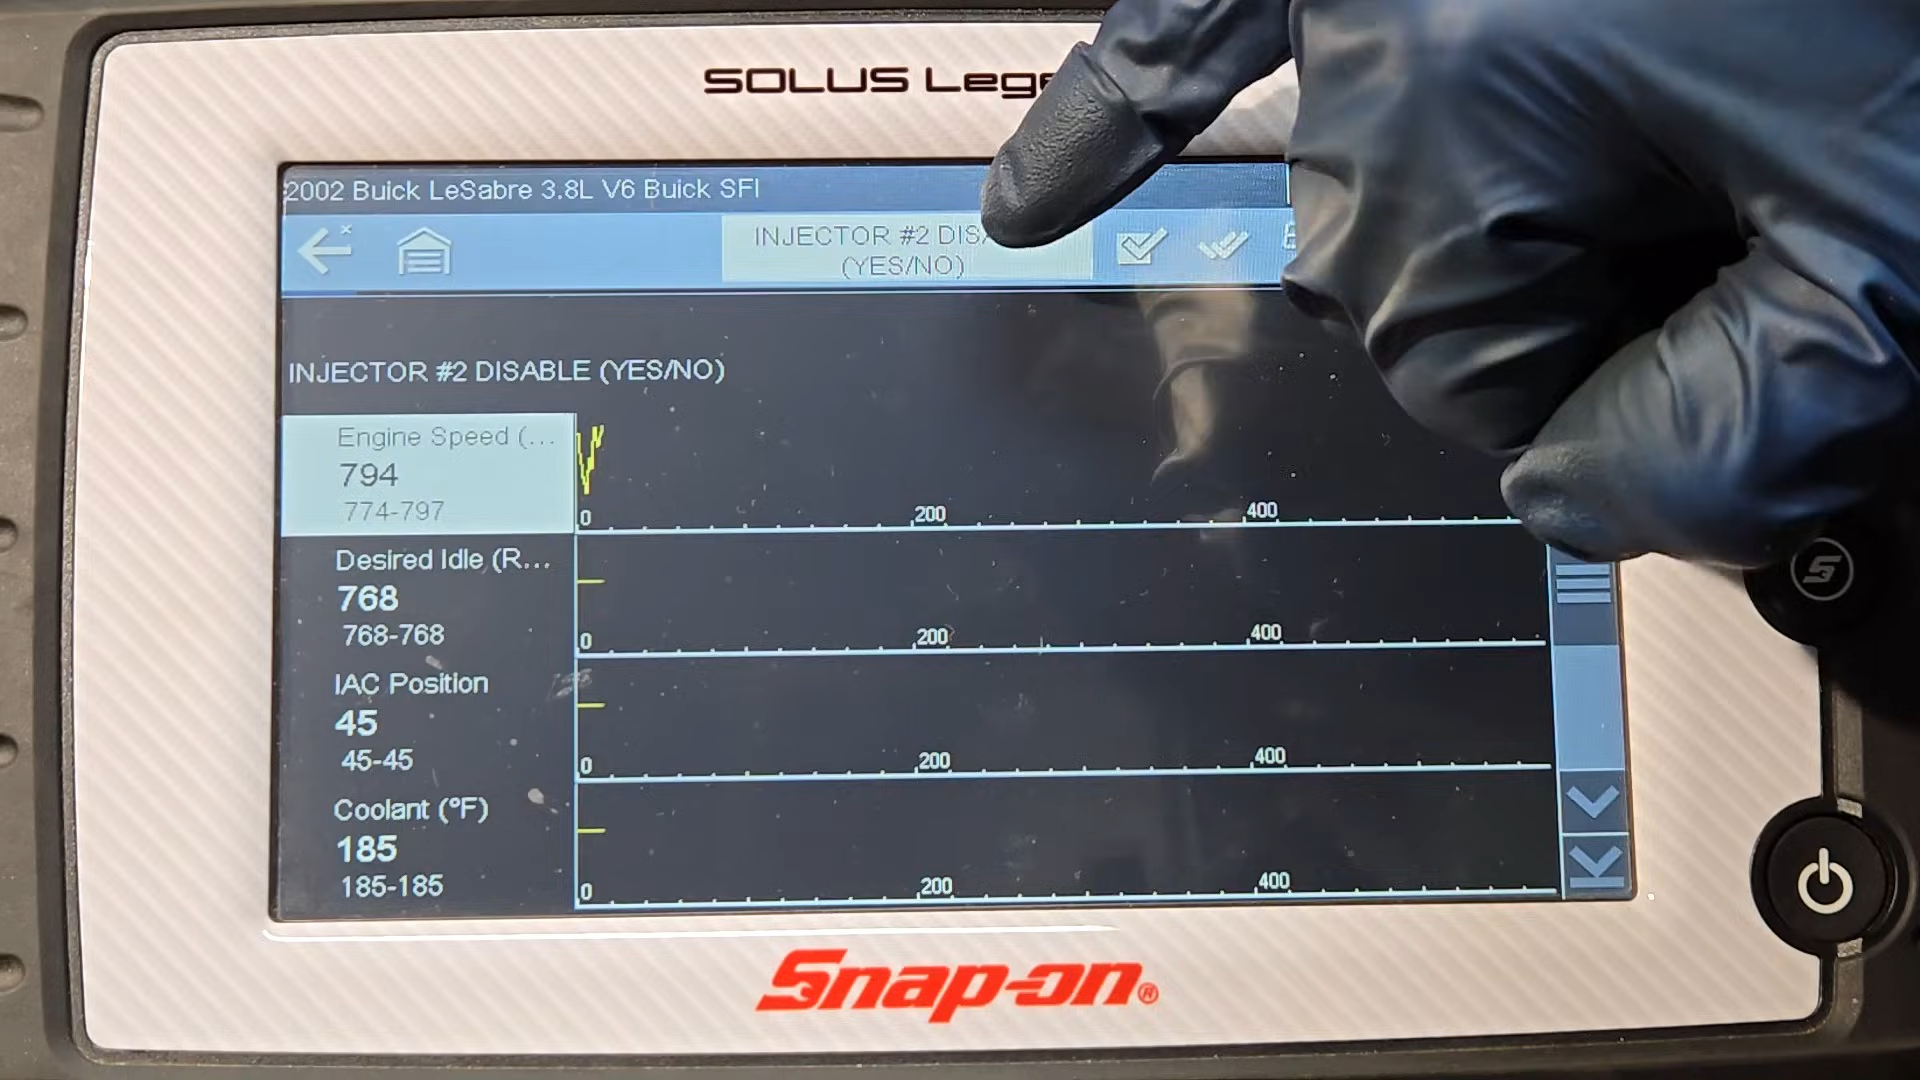 SOLUS Lege
2002 Buick LeSabre 3.8L V6 Buick SFI
INJECTOR #2 DIS
(YES/NO)
INJECTOR #2 DISABLE (YES/NO)
Engine Speed (...
794
774-797
0 200 400
Desired Idle (R...
768
768-768
0 200 400
IAC Position
45
45-45
0 200 400
Coolant (°F)
185
185-185
0 200 400
Snap-on®